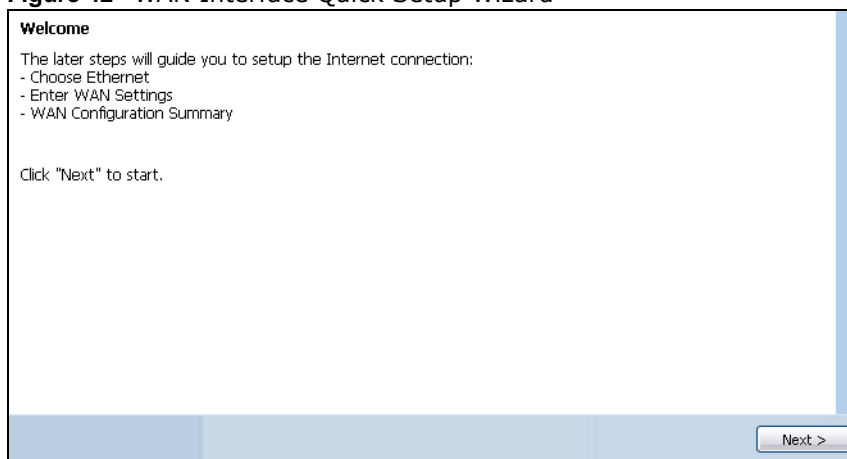 Figure WAN Interface Quick Setup Wizard
Welcome
The later steps will guide you to setup the Internet connection:
- Choose Ethernet
- Enter WAN Settings
- WAN Configuration Summary
Click "Next" to start.
Next >